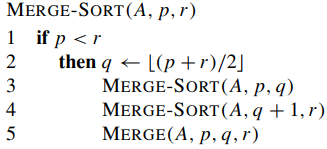 MERGE-SORT(A, p, r)
1 if p < r
2 then q ← ⌊(p + r)/2⌋
3 MERGE-SORT(A, p, q)
4 MERGE-SORT(A, q + 1, r)
5 MERGE(A, p, q, r)